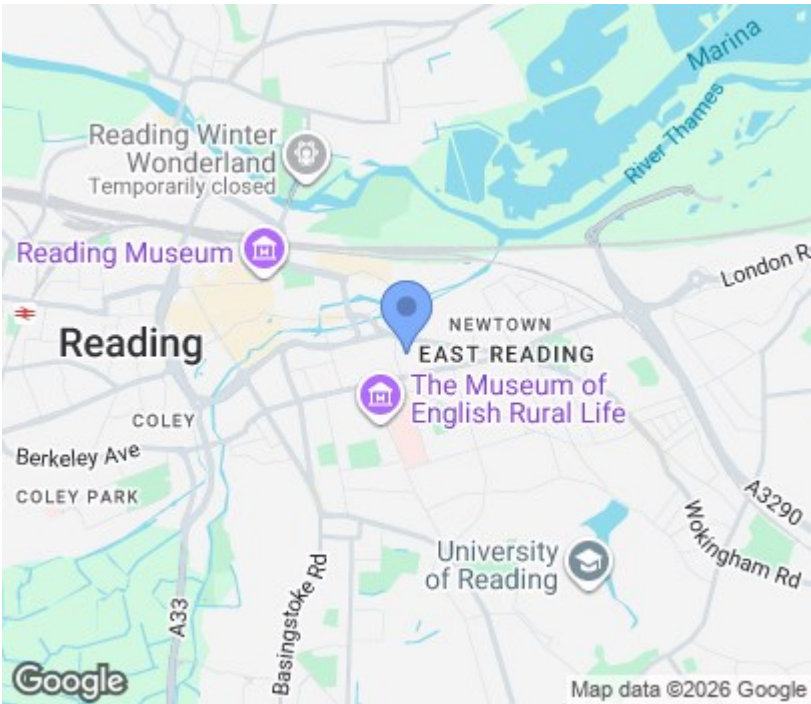 Marina
River Thames
Reading Winter
Wonderland
Temporarily closed
Reading Museum
London R
NEWTOWN
Reading
EAST READING
The Museum of
English Rural Life
COLEY
Berkeley Ave
COLEY PARK
A3290
Wokingham Rd
University
of Reading
Basingstoke Rd
A33
Google
Map data ©2026 Google